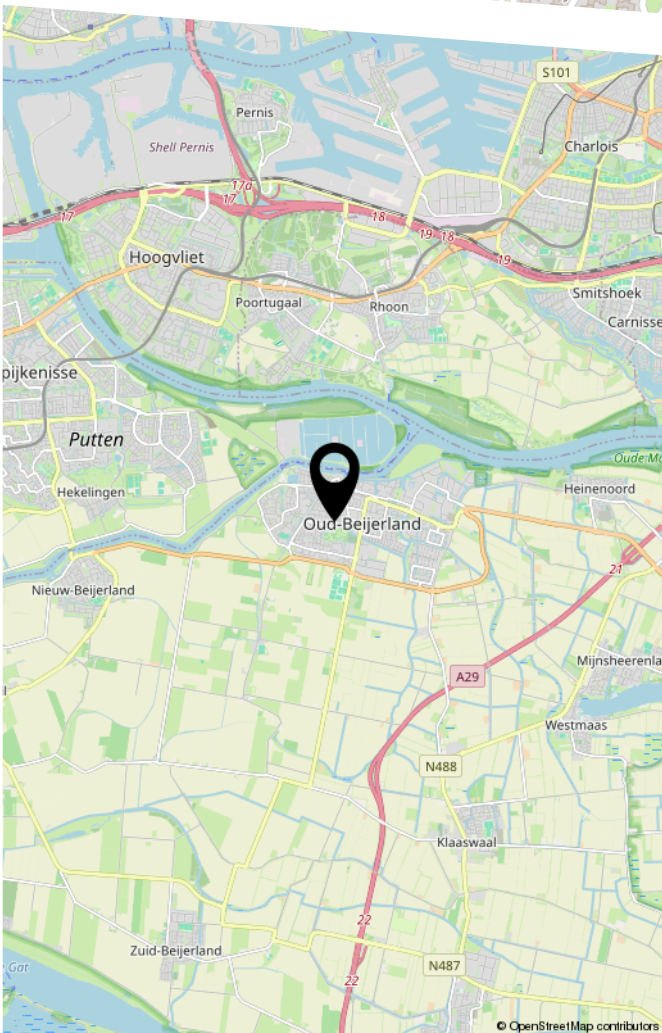 S101
Pernis
Shell Pernis
Charlois
17a
17
17
18
19
18
19
Hoogvliet
Poortugaal
Rhoon
Smitshoek
Carnisse
pijkenisse
Putten
Oude Ma
Hekelingen
Heinenoord
Oud-Beijerland
21
Nieuw-Beijerland
Mijnsheerenla
A29
l
Westmaas
N488
Klaaswaal
22
Zuid-Beijerland
N487
Gat
22
© OpenStreetMap contributors